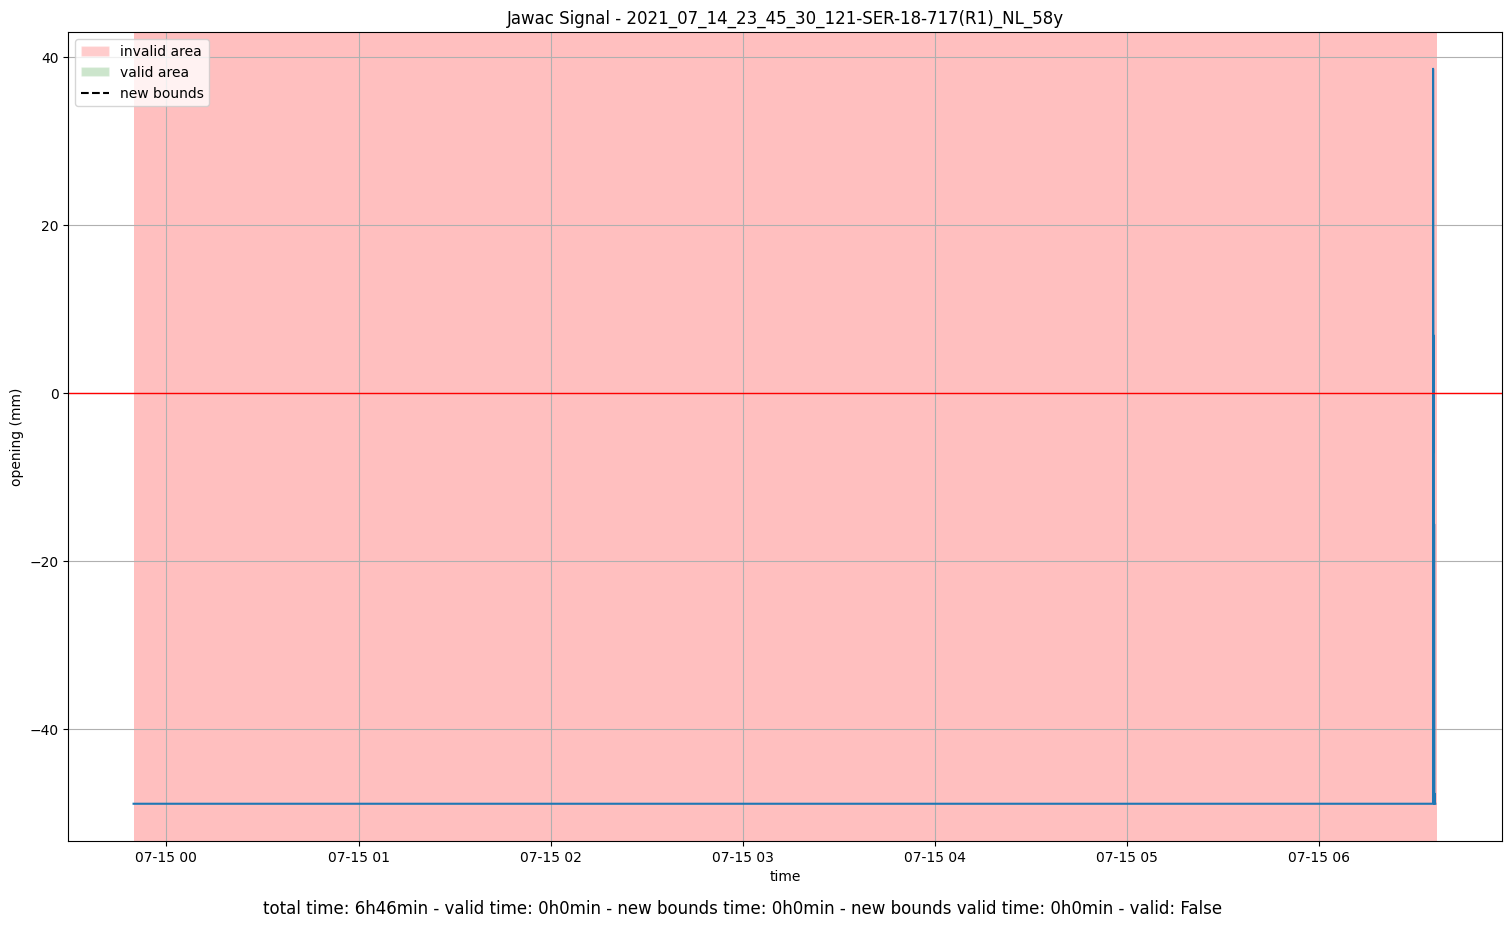 Jawac Signal - 2021_07_14_23_45_30_121-SER-18-717(R1)_NL_58y
invalid area
valid area
new bounds
40
20
0
−20
−40
opening (mm)
07-15 00 07-15 01 07-15 02 07-15 03 07-15 04 07-15 05 07-15 06
time
total time: 6h46min - valid time: 0h0min - new bounds time: 0h0min - new bounds valid time: 0h0min - valid: False